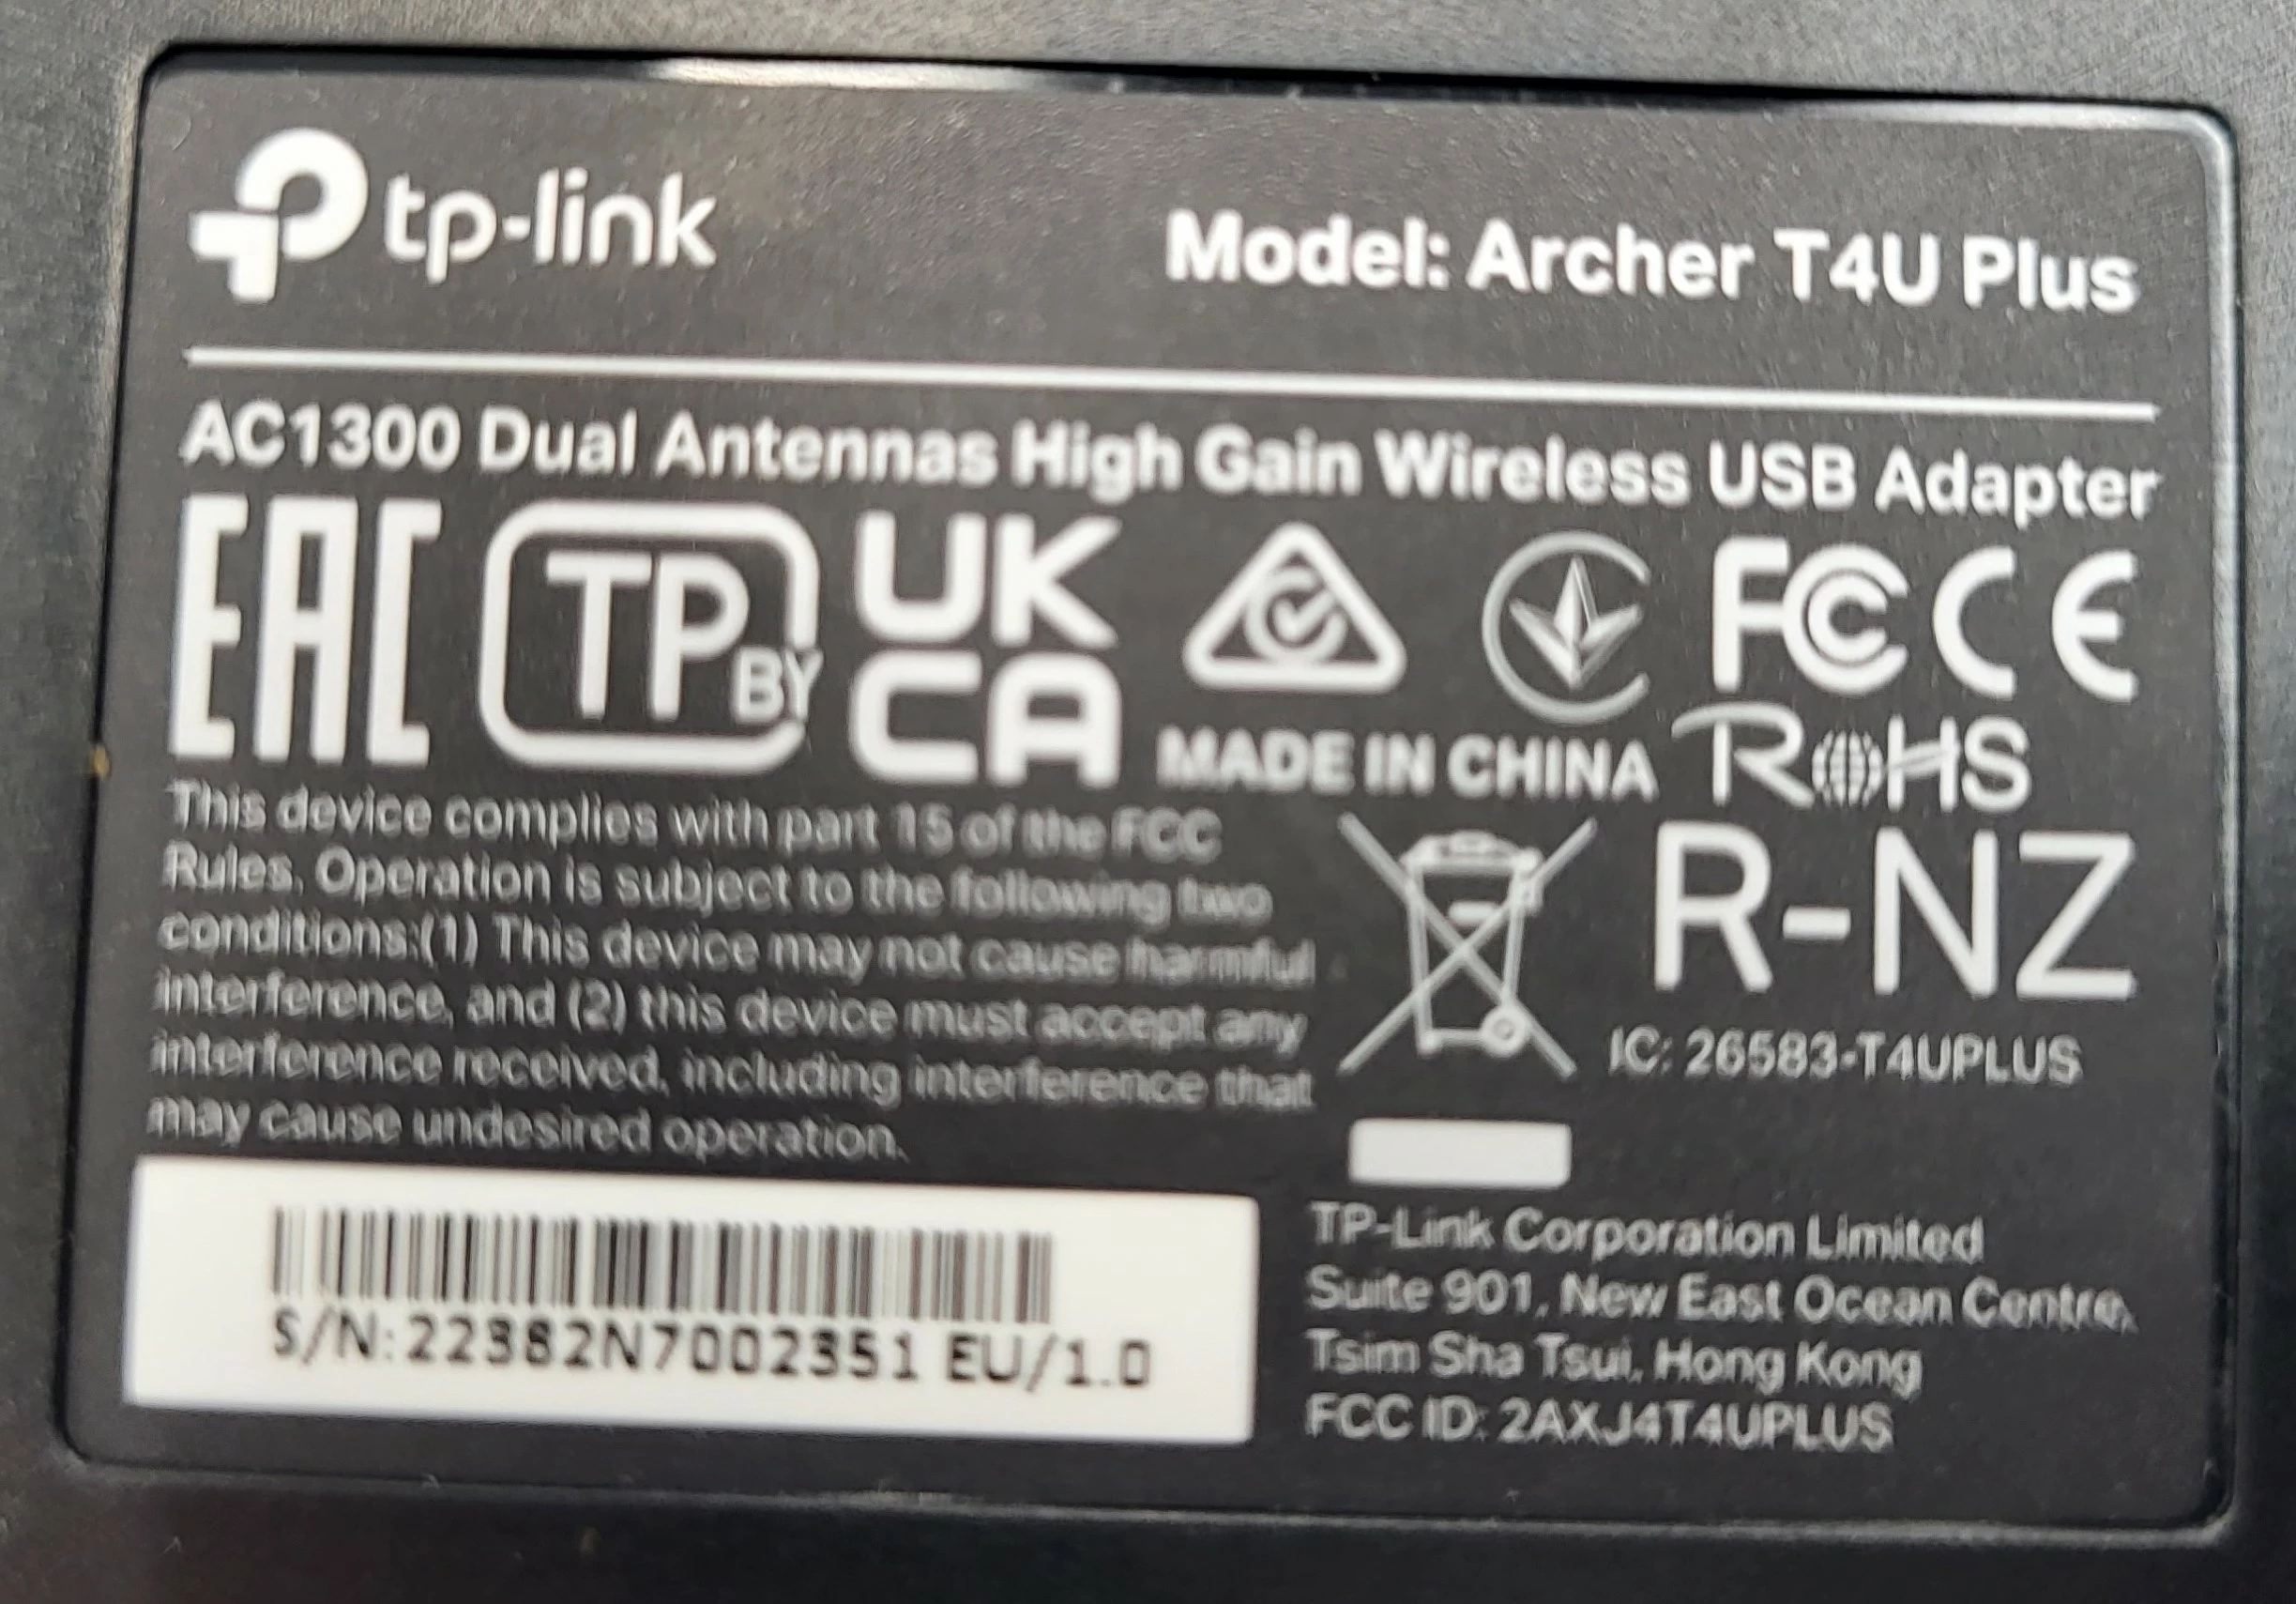 tp-link
Model: Archer T4U Plus
AC1300 Dual Antennas High Gain Wireless USB Adapter
EAC TP BY UK CA FC CE
MADE IN CHINA RoHS
This device complies with part 15 of the FCC
Rules. Operation is subject to the following two
conditions:(1) This device may not cause harmful
interference, and (2) this device must accept any
interference received, including interference that
may cause undesired operation.
R-NZ
IC: 26583-T4UPLUS
S/N:22382N7002351 EU/1.0
TP-Link Corporation Limited
Suite 901, New East Ocean Centre,
Tsim Sha Tsui, Hong Kong
FCC ID: 2AXJ4T4UPLUS